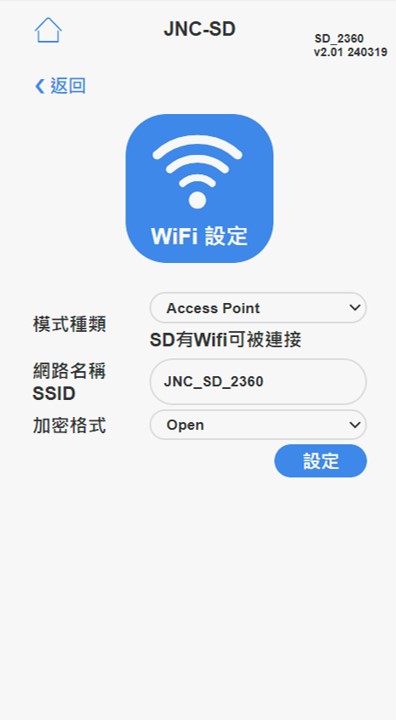 JNC-SD
SD_2360
v2.01 240319
返回
WiFi 設定
模式種類
Access Point
SD有Wifi可被連接
網路名稱
SSID
JNC_SD_2360
加密格式
Open
設定